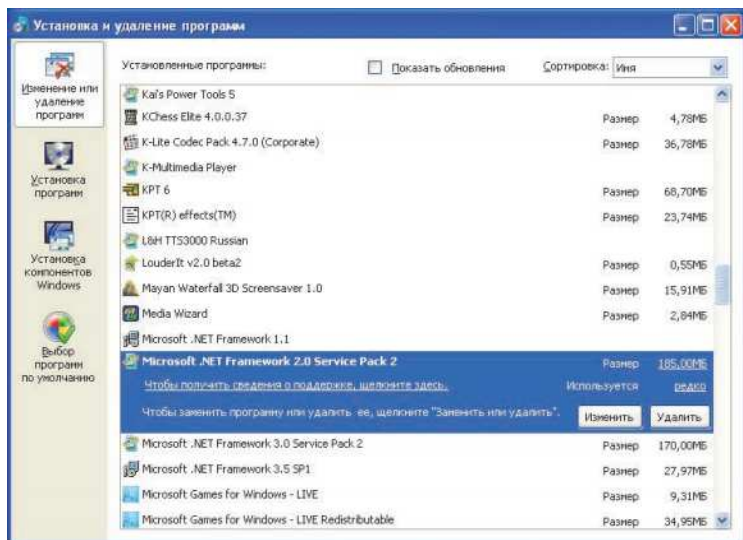 Установка и удаление программ
Изменение или
удаление
программ
Установка
программ
Установка
компонентов
Windows
Выбор
программ
по умолчанию
Установленные программы:
Показать обновления
Сортировка: Имя
Kai's Power Tools 5
KChess Elite 4.0.0.37 Размер 4,78МБ
K-Lite Codec Pack 4.7.0 (Corporate) Размер 36,78МБ
K-Multimedia Player
KPT 6 Размер 68,70МБ
KPT(R) effects(TM) Размер 23,74МБ
L&H TTS3000 Russian
LouderIt v2.0 beta2 Размер 0,55МБ
Mayan Waterfall 3D Screensaver 1.0 Размер 15,91МБ
Media Wizard Размер 2,84МБ
Microsoft .NET Framework 1.1
Microsoft .NET Framework 2.0 Service Pack 2 Размер 185,00МБ
Чтобы получить сведения о поддержке, щелкните здесь. Используется редко
Чтобы заменить программу или удалить ее, щелкните "Заменить или удалить". Изменить Удалить
Microsoft .NET Framework 3.0 Service Pack 2 Размер 170,00МБ
Microsoft .NET Framework 3.5 SP1 Размер 27,97МБ
Microsoft Games for Windows - LIVE Размер 9,31МБ
Microsoft Games for Windows - LIVE Redistributable Размер 34,95МБ